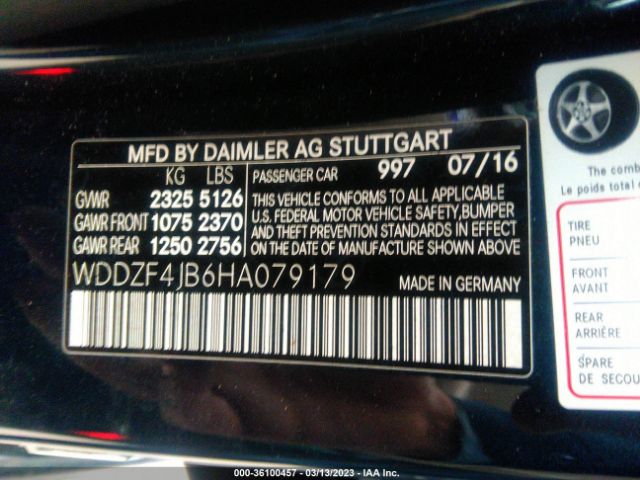 MFD BY DAIMLER AG STUTTGART
KG LBS
GVWR 2325 5126
GAWR FRONT 1075 2370
GAWR REAR 1250 2756
PASSENGER CAR 997 07/16
THIS VEHICLE CONFORMS TO ALL APPLICABLE
U.S. FEDERAL MOTOR VEHICLE SAFETY, BUMPER
AND THEFT PREVENTION STANDARDS IN EFFECT
ON THE DATE OF MANUFACTURE SHOWN ABOVE
WDDZF4JB6HA079179
MADE IN GERMANY
The comb
Le poids total
TIRE
PNEU
FRONT
AVANT
REAR
ARRIÈRE
SPARE
DE SECOU
000-36100457 - 03/13/2023 - IAA Inc.